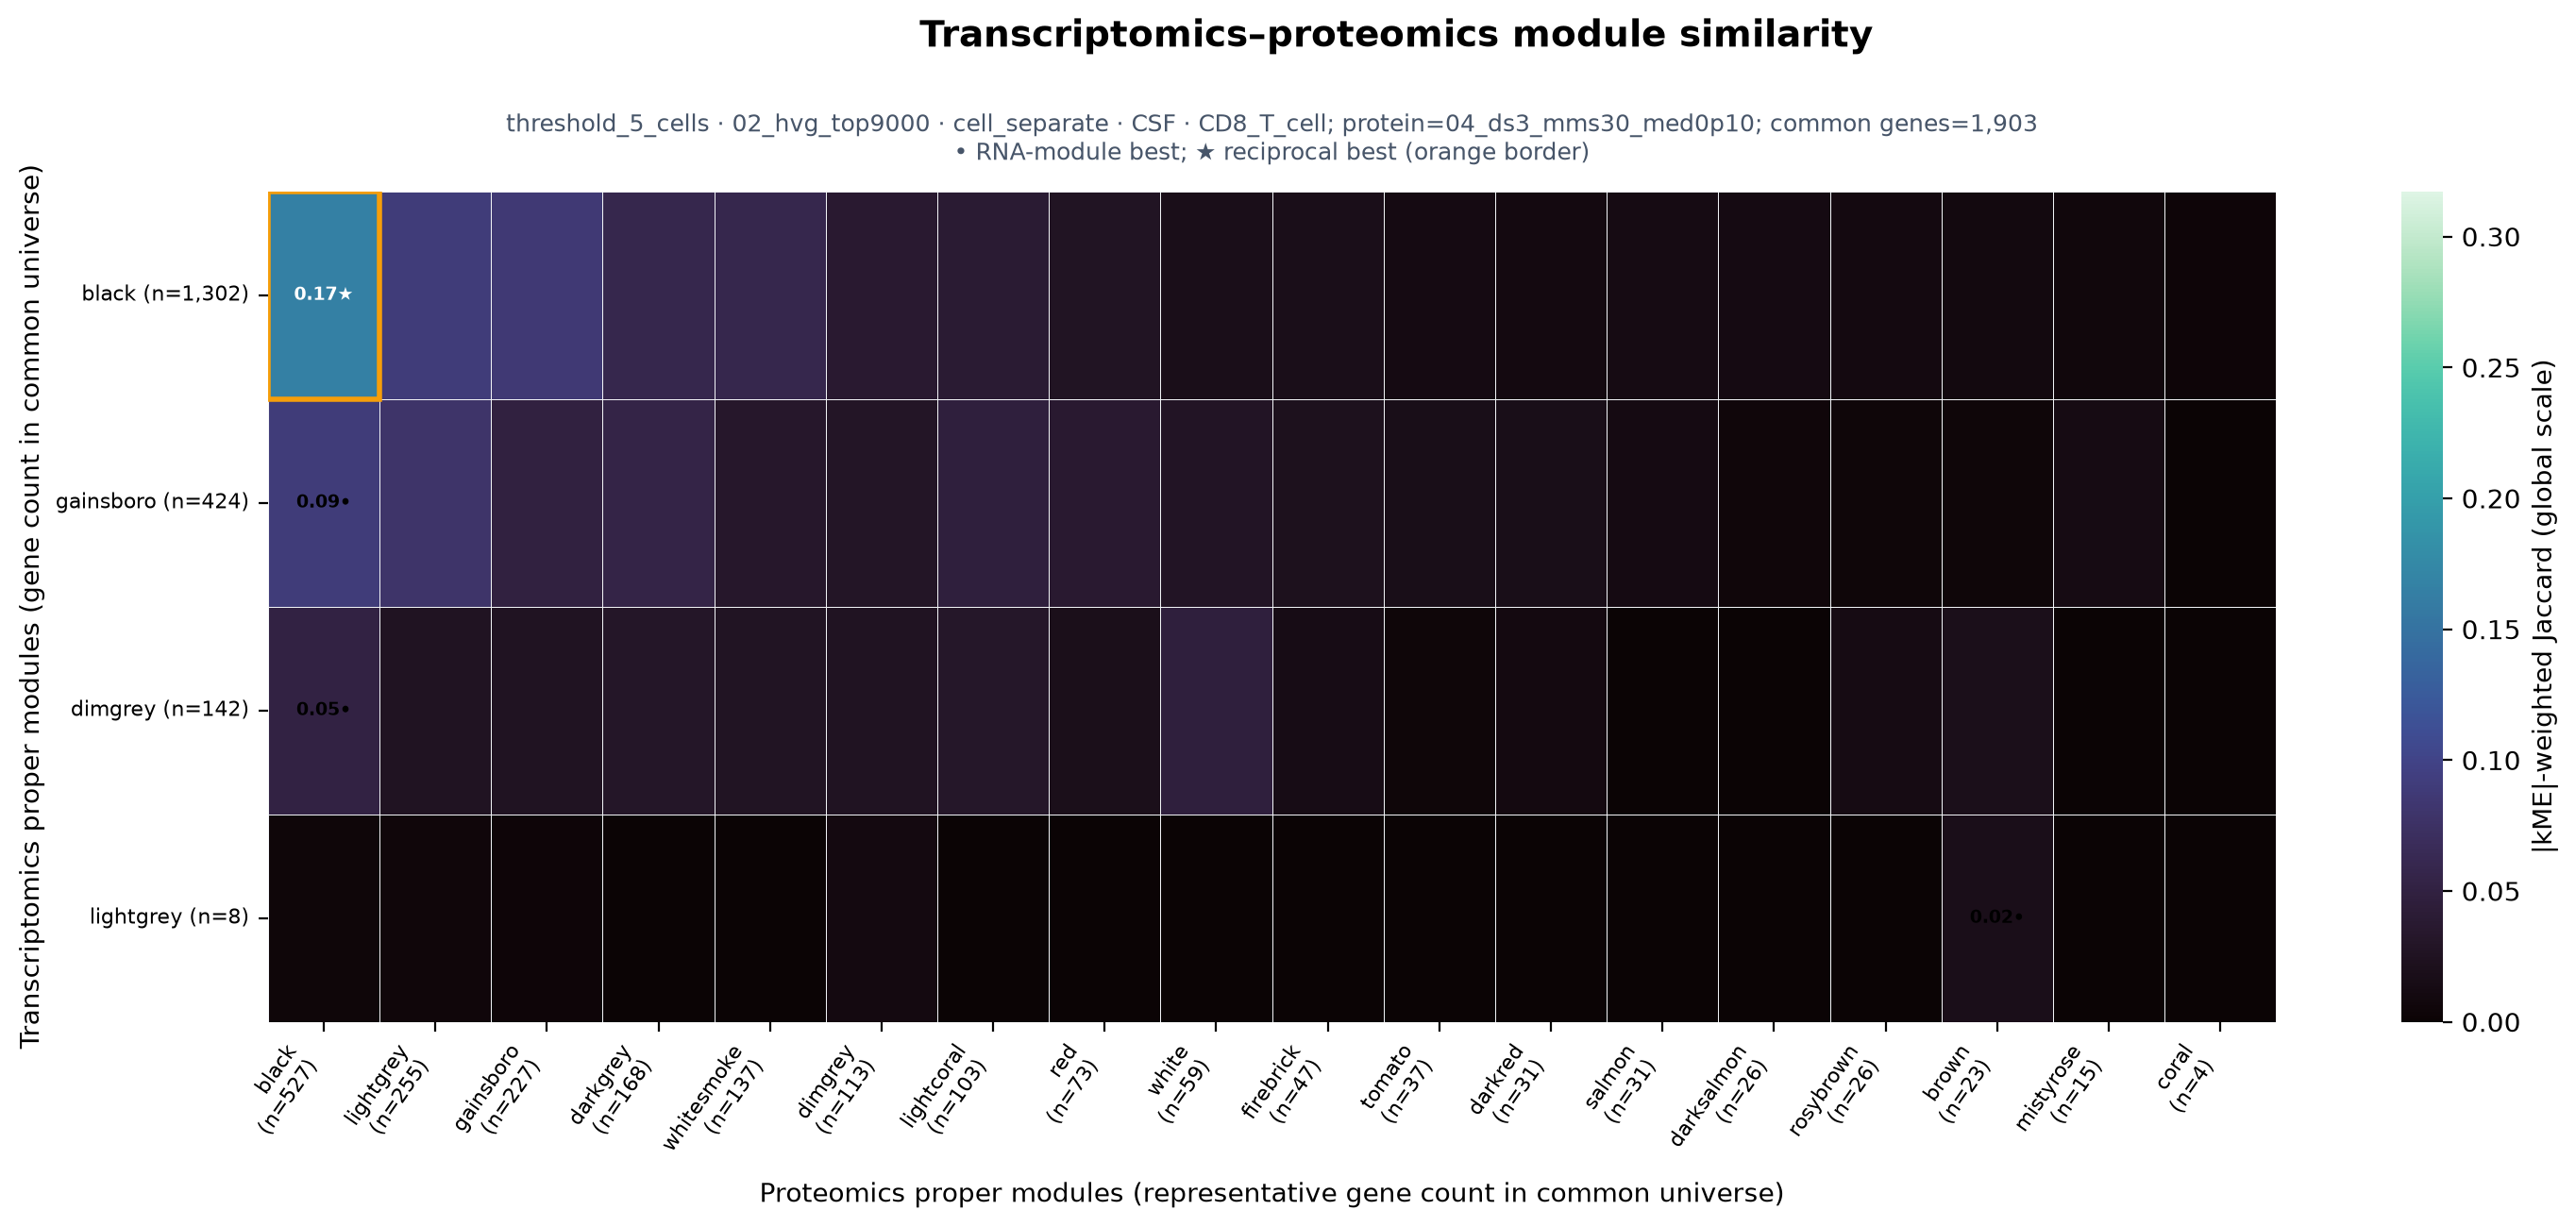 Transcriptomics–proteomics module similarity
threshold_5_cells · 02_hvg_top9000 · cell_separate · CSF · CD8_T_cell; protein=04_ds3_mms30_med0p10; common genes=1,903
• RNA-module best; ★ reciprocal best (orange border)
Transcriptomics proper modules (gene count in common universe)
black (n=1,302)
gainsboro (n=424)
dimgrey (n=142)
lightgrey (n=8)
0.17★
0.09•
0.05•
0.02•
black
(n=527)
lightgrey
(n=255)
gainsboro
(n=227)
darkgrey
(n=168)
whitesmoke
(n=137)
dimgrey
(n=113)
lightcoral
(n=103)
red
(n=73)
white
(n=59)
firebrick
(n=47)
tomato
(n=37)
darkred
(n=31)
salmon
(n=31)
darksalmon
(n=26)
rosybrown
(n=26)
brown
(n=23)
mistyrose
(n=15)
coral
(n=4)
Proteomics proper modules (representative gene count in common universe)
0.30
0.25
0.20
0.15
0.10
0.05
0.00
|kME|-weighted Jaccard (global scale)